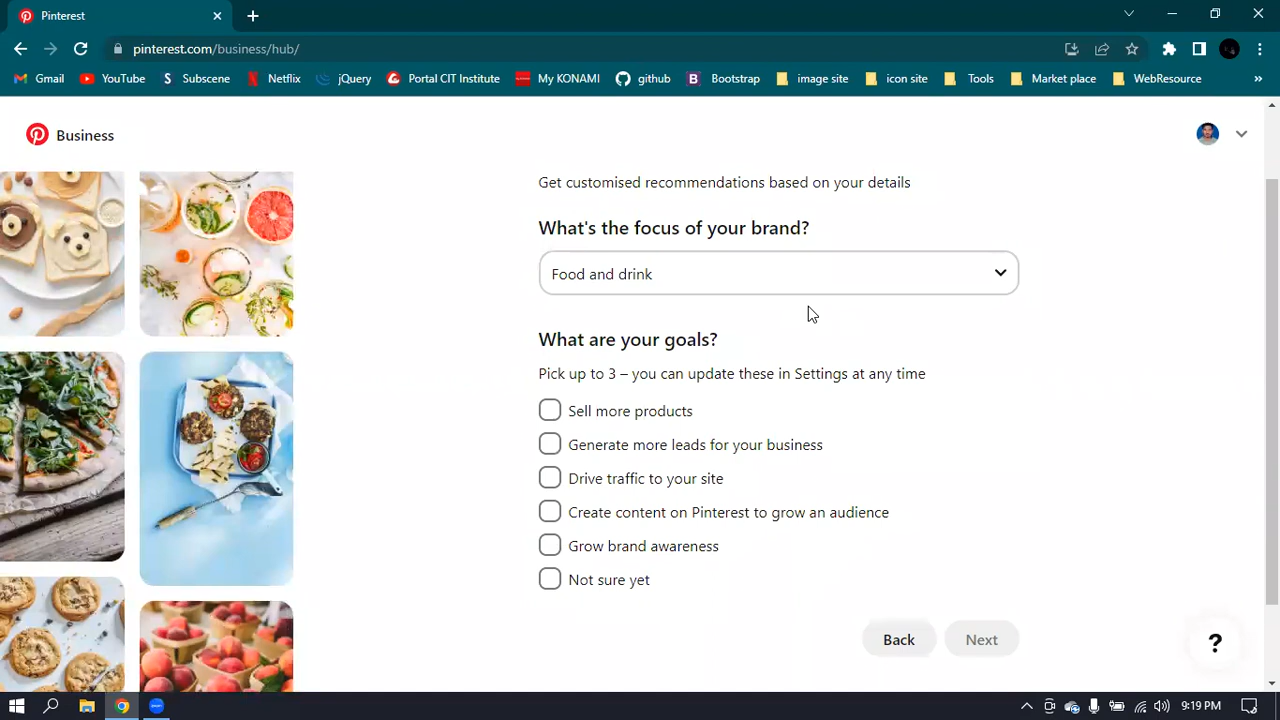 Pinterest
pinterest.com/business/hub/
Gmail YouTube Subscene Netflix jQuery Portal CIT Institute My KONAMI github Bootstrap image site icon site Tools Market place WebResource »
Business
Get customised recommendations based on your details
What's the focus of your brand?
Food and drink
What are your goals?
Pick up to 3 – you can update these in Settings at any time
Sell more products
Generate more leads for your business
Drive traffic to your site
Create content on Pinterest to grow an audience
Grow brand awareness
Not sure yet
Back Next
?
9:19 PM